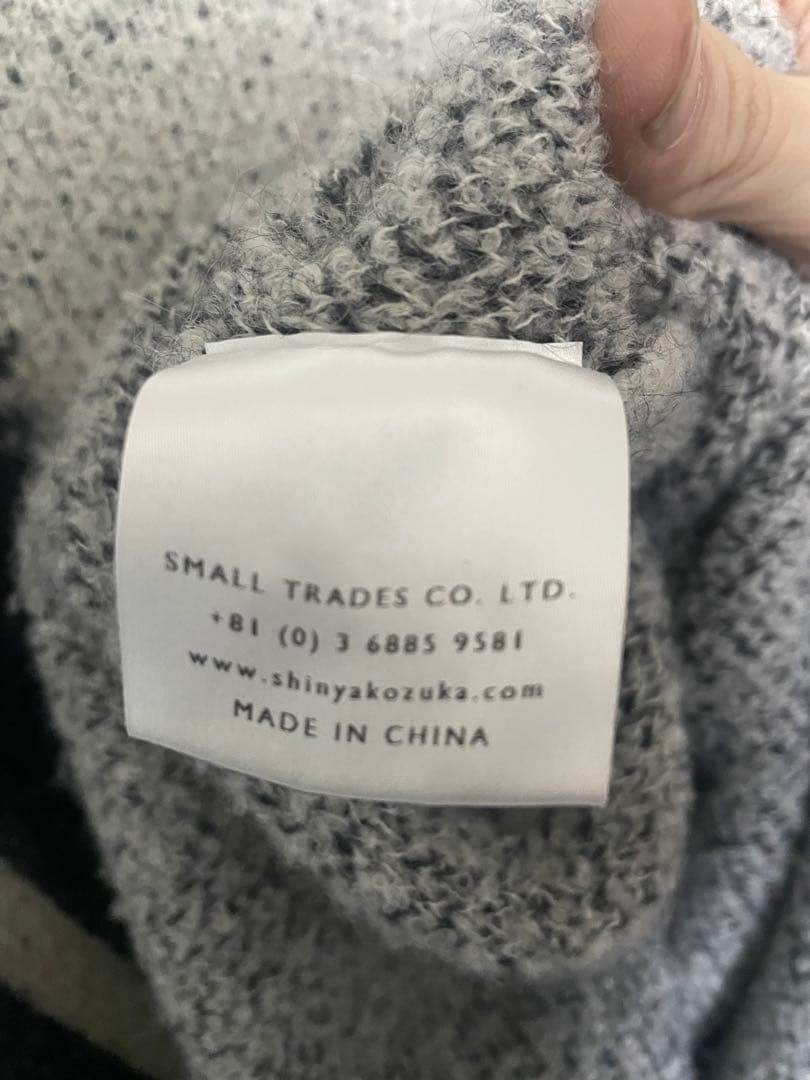 SMALL TRADES CO. LTD.
+81 (0) 3 6885 9581
www.shinyakozuka.com
MADE IN CHINA